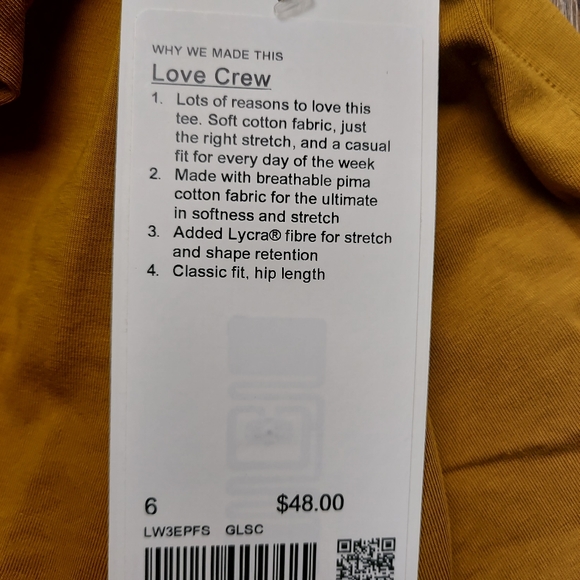 WHY WE MADE THIS
Love Crew
1. Lots of reasons to love this
tee. Soft cotton fabric, just
the right stretch, and a casual
fit for every day of the week
2. Made with breathable pima
cotton fabric for the ultimate
in softness and stretch
3. Added Lycra® fibre for stretch
and shape retention
4. Classic fit, hip length
6 $48.00
LW3EPFS GLSC